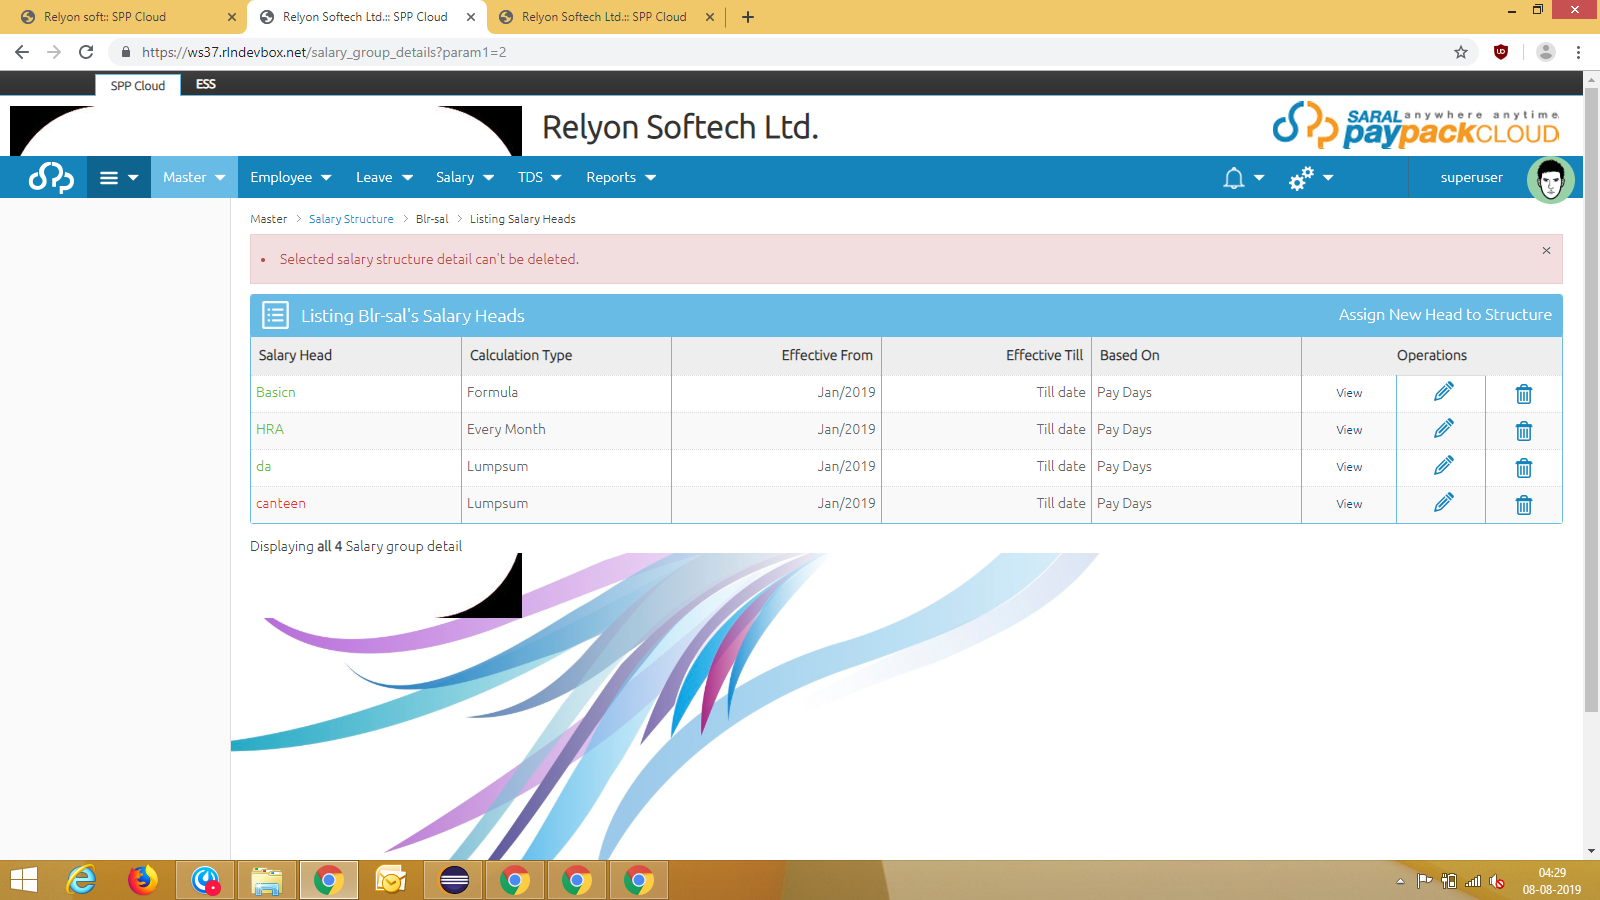 Relyon soft:: SPP Cloud
Relyon Softech Ltd.:: SPP Cloud
Relyon Softech Ltd.:: SPP Cloud
https://ws37.rlndevbox.net/salary_group_details?param1=2
SPP Cloud
ESS
Relyon Softech Ltd.
SARAL anywhere anytime
paypackCLOUD
Master
Employee
Leave
Salary
TDS
Reports
superuser
Master > Salary Structure > Blr-sal > Listing Salary Heads
• Selected salary structure detail can't be deleted.
×
Listing Blr-sal's Salary Heads
Assign New Head to Structure
Salary Head Calculation Type Effective From Effective Till Based On Operations
Basicn Formula Jan/2019 Till date Pay Days View
HRA Every Month Jan/2019 Till date Pay Days View
da Lumpsum Jan/2019 Till date Pay Days View
canteen Lumpsum Jan/2019 Till date Pay Days View
Displaying all 4 Salary group detail
04:29
08-08-2019